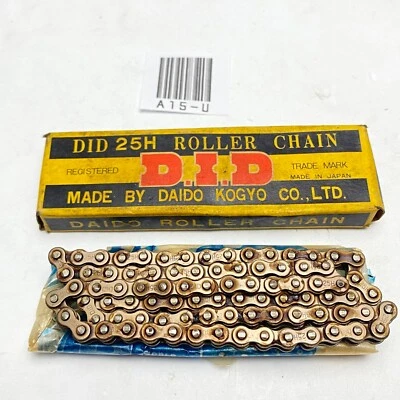 A15-U
DID 25H ROLLER CHAIN
REGISTERED D.I.D TRADE MARK
MADE IN JAPAN
MADE BY DAIDO KOGYO CO., LTD.
DAIDO ROLLER CHAIN